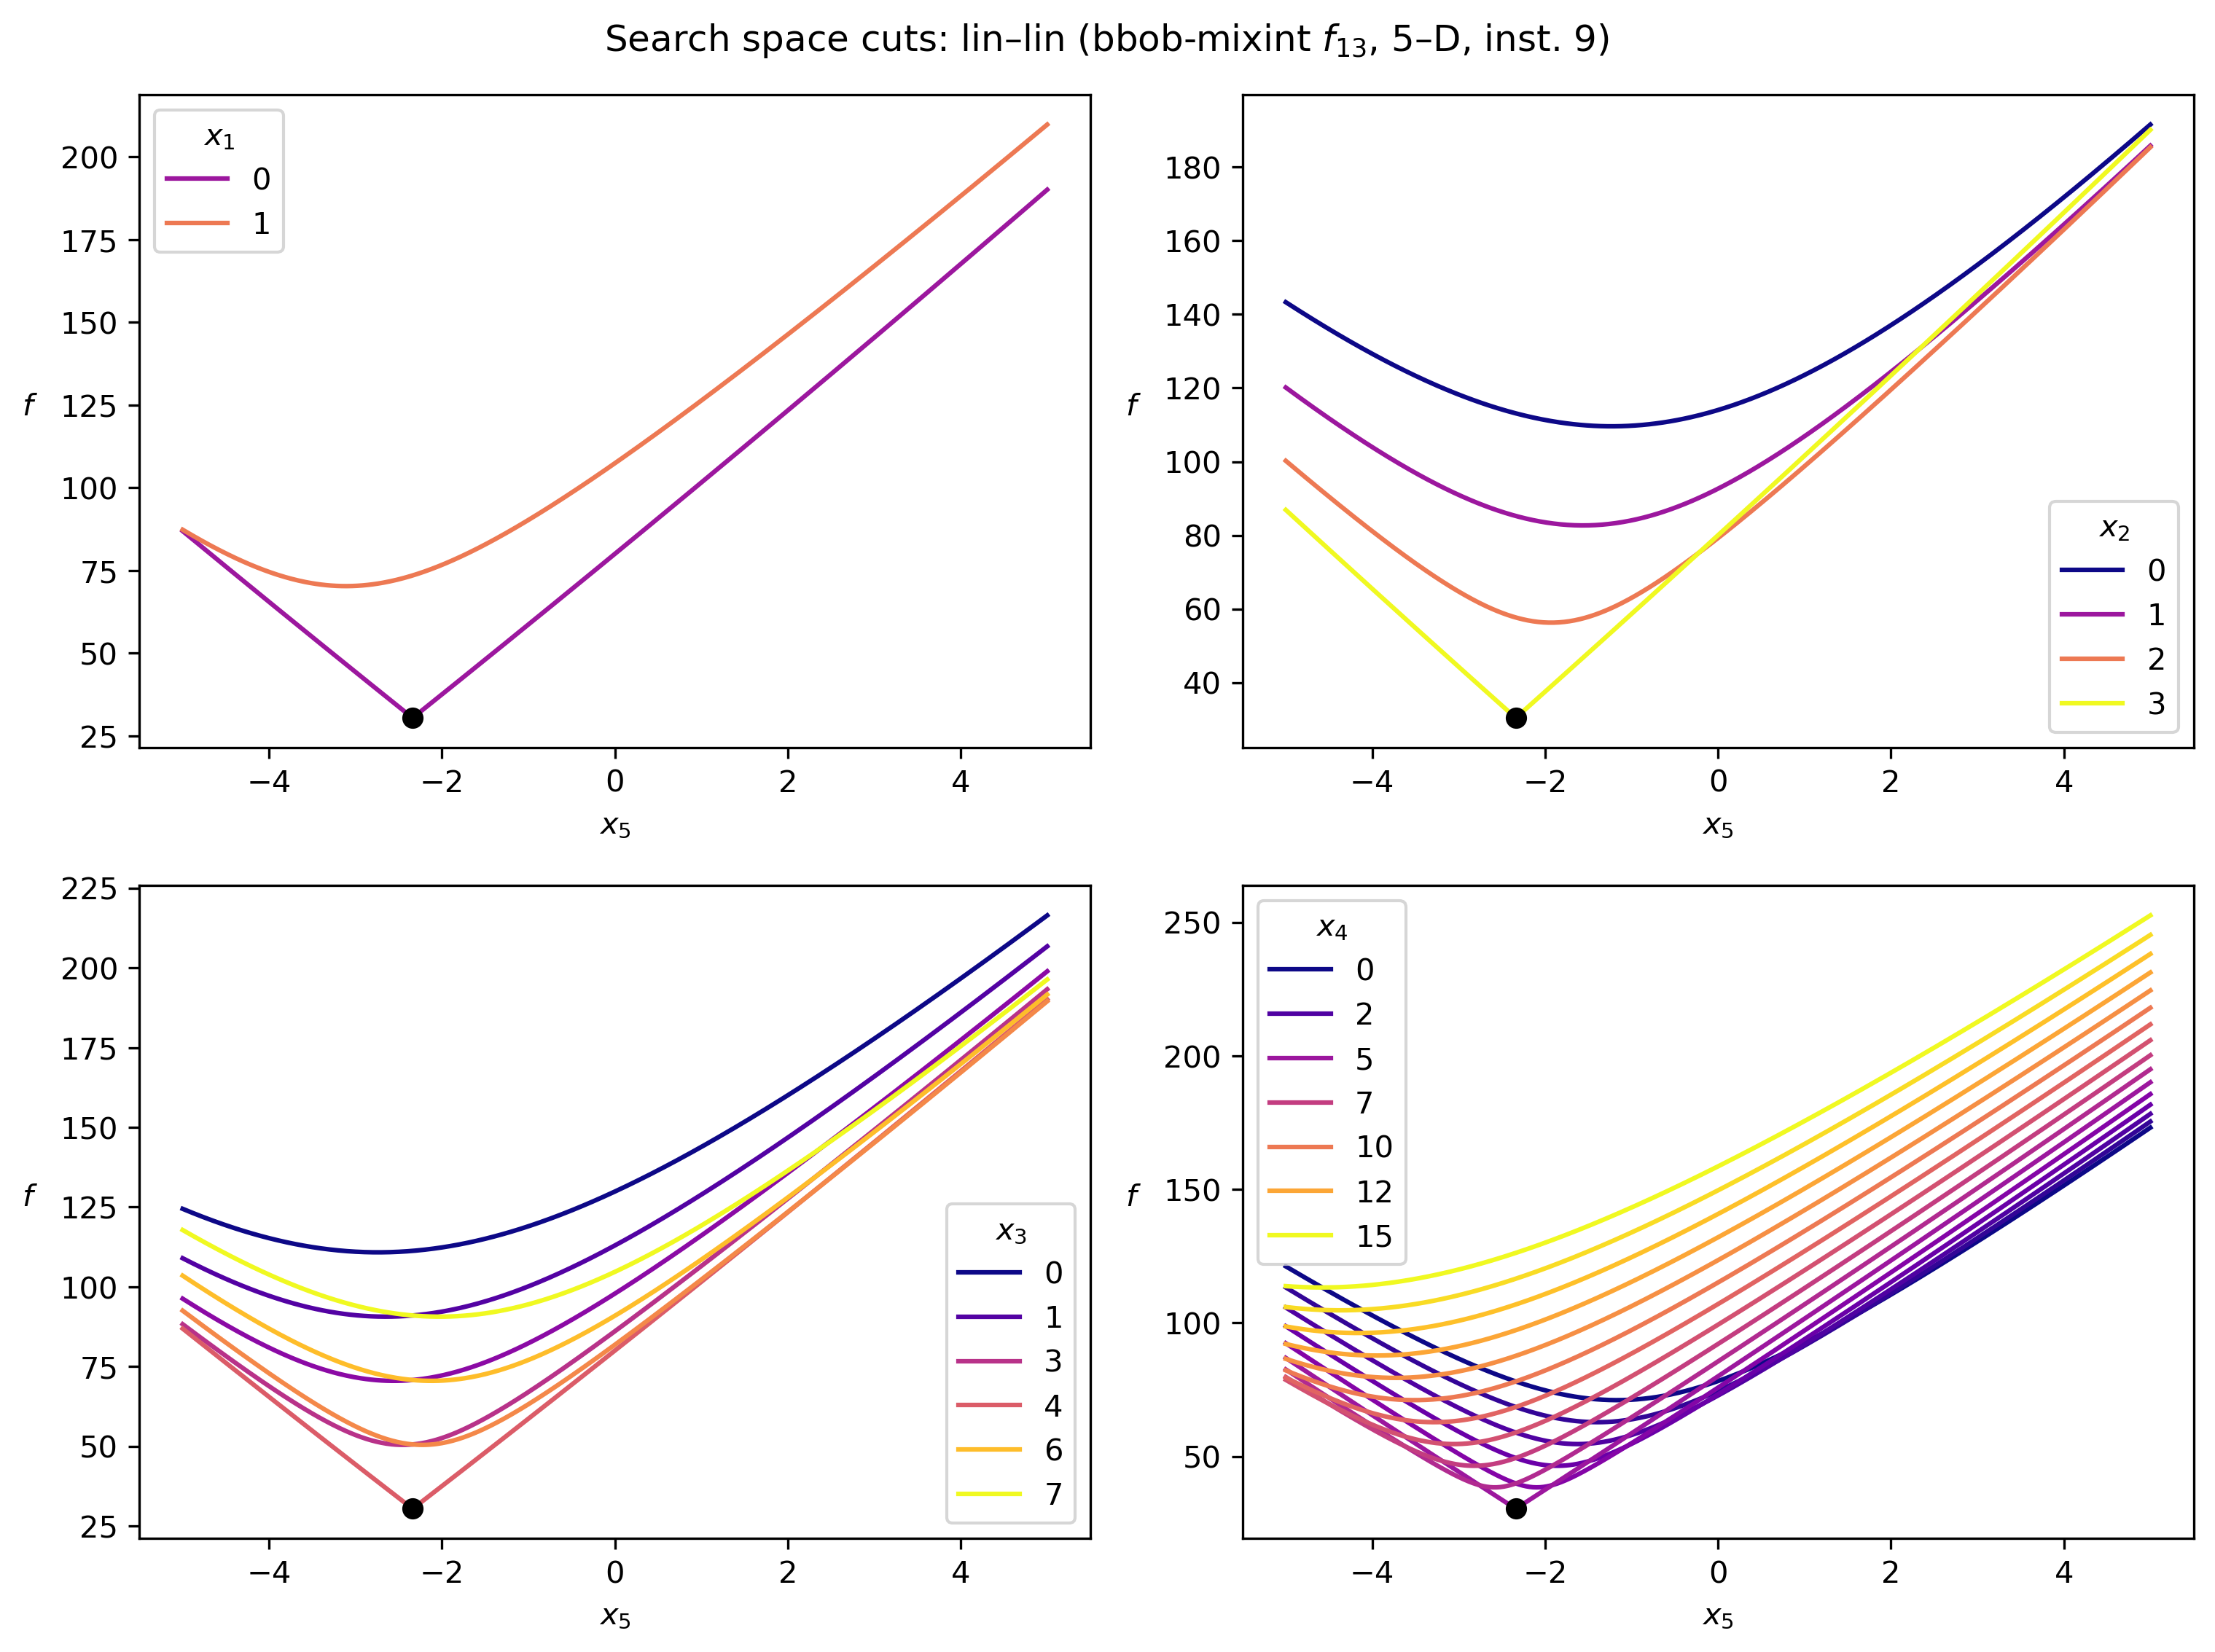 Search space cuts: lin–lin (bbob-mixint f13, 5–D, inst. 9)
x1
0
1
200
175
150
125
100
75
50
25
f
−4 −2 0 2 4
x5
180
160
140
120
100
80
60
40
f
x2
0
1
2
3
−4 −2 0 2 4
x5
225
200
175
150
125
100
75
50
25
f
x3
0
1
3
4
6
7
−4 −2 0 2 4
x5
250
200
150
100
50
f
x4
0
2
5
7
10
12
15
−4 −2 0 2 4
x5